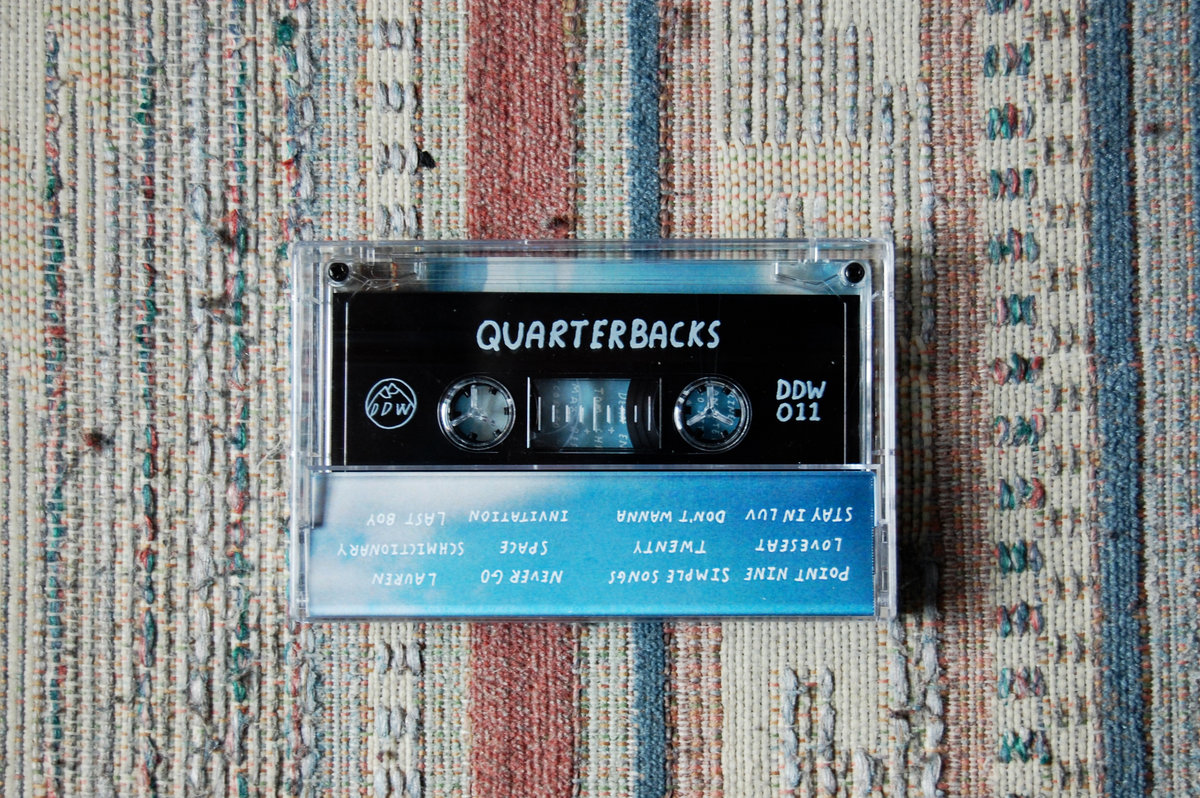 QUARTERBACKS
DDW
DDW
011
POINT NINE SIMPLE SONGS NEVER GO LAUREN
LOVESEAT TWENTY SPACE SCHMICTIONARY
STAY IN LUV DON'T WANNA INVITATION LAST BOY